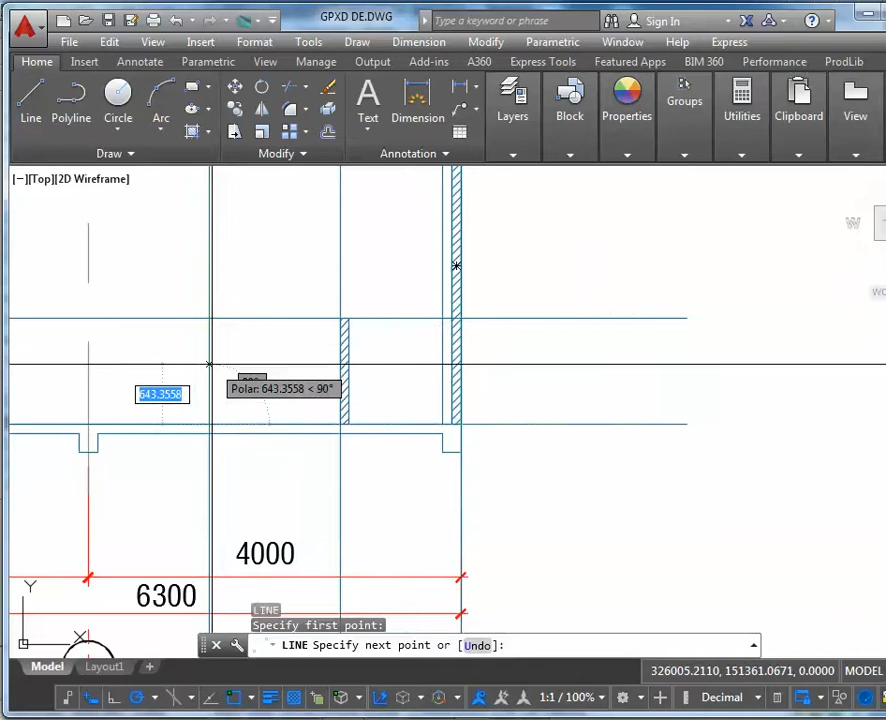 GPXD DE.DWG
Type a keyword or phrase
Sign In
File Edit View Insert Format Tools Draw Dimension Modify Parametric Window Help Express
Home Insert Annotate Parametric View Manage Output Add-ins A360 Express Tools Featured Apps BIM 360 Performance ProdLib
Line Polyline Circle Arc Text Dimension Layers Block Properties Groups Utilities Clipboard View
Draw Modify Annotation
[−][Top][2D Wireframe]
W
643.3558
Polar: 643.3558 < 90°
4000
6300
Y
X
LINE
Specify first point:
LINE Specify next point or [Undo]:
Model Layout1 +
326005.2110, 151361.0671, 0.0000 MODEL
1:1 / 100% Decimal